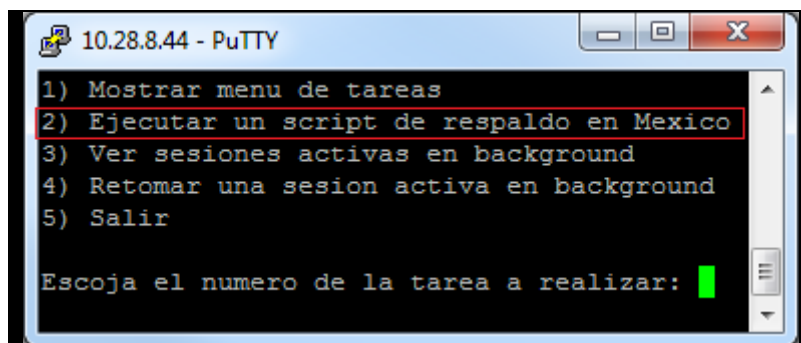 10.28.8.44 - PuTTY
1) Mostrar menu de tareas
2) Ejecutar un script de respaldo en Mexico
3) Ver sesiones activas en background
4) Retomar una sesion activa en background
5) Salir
Escoja el numero de la tarea a realizar: